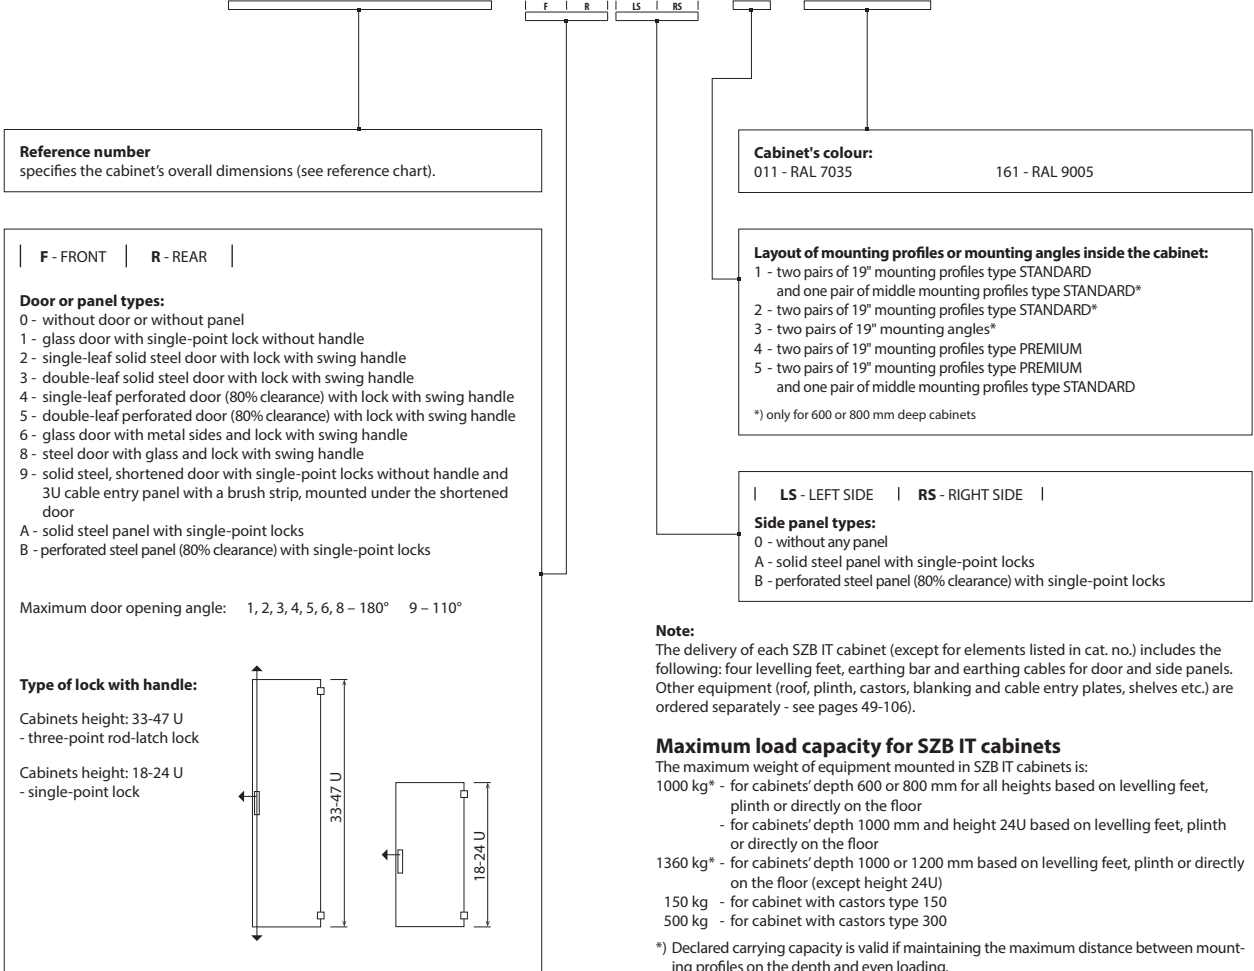 F R LS RS
Reference number
specifies the cabinet's overall dimensions (see reference chart).
F - FRONT R - REAR
Door or panel types:
0 - without door or without panel
1 - glass door with single-point lock without handle
2 - single-leaf solid steel door with lock with swing handle
3 - double-leaf solid steel door with lock with swing handle
4 - single-leaf perforated door (80% clearance) with lock with swing handle
5 - double-leaf perforated door (80% clearance) with lock with swing handle
6 - glass door with metal sides and lock with swing handle
8 - steel door with glass and lock with swing handle
9 - solid steel, shortened door with single-point locks without handle and
3U cable entry panel with a brush strip, mounted under the shortened
door
A - solid steel panel with single-point locks
B - perforated steel panel (80% clearance) with single-point locks
Maximum door opening angle: 1, 2, 3, 4, 5, 6, 8 – 180° 9 – 110°
Type of lock with handle:
Cabinets height: 33-47 U
- three-point rod-latch lock
Cabinets height: 18-24 U
- single-point lock
33-47 U
18-24 U
Cabinet's colour:
011 - RAL 7035 161 - RAL 9005
Layout of mounting profiles or mounting angles inside the cabinet:
1 - two pairs of 19" mounting profiles type STANDARD
and one pair of middle mounting profiles type STANDARD*
2 - two pairs of 19" mounting profiles type STANDARD*
3 - two pairs of 19" mounting angles*
4 - two pairs of 19" mounting profiles type PREMIUM
5 - two pairs of 19" mounting profiles type PREMIUM
and one pair of middle mounting profiles type STANDARD
*) only for 600 or 800 mm deep cabinets
LS - LEFT SIDE RS - RIGHT SIDE
Side panel types:
0 - without any panel
A - solid steel panel with single-point locks
B - perforated steel panel (80% clearance) with single-point locks
Note:
The delivery of each SZB IT cabinet (except for elements listed in cat. no.) includes the
following: four levelling feet, earthing bar and earthing cables for door and side panels.
Other equipment (roof, plinth, castors, blanking and cable entry plates, shelves etc.) are
ordered separately - see pages 49-106).
Maximum load capacity for SZB IT cabinets
The maximum weight of equipment mounted in SZB IT cabinets is:
1000 kg* - for cabinets' depth 600 or 800 mm for all heights based on levelling feet,
plinth or directly on the floor
- for cabinets' depth 1000 mm and height 24U based on levelling feet, plinth
or directly on the floor
1360 kg* - for cabinets' depth 1000 or 1200 mm based on levelling feet, plinth or directly
on the floor (except height 24U)
150 kg - for cabinet with castors type 150
500 kg - for cabinet with castors type 300
*) Declared carrying capacity is valid if maintaining the maximum distance between mount-
ing profiles on the depth and even loading.